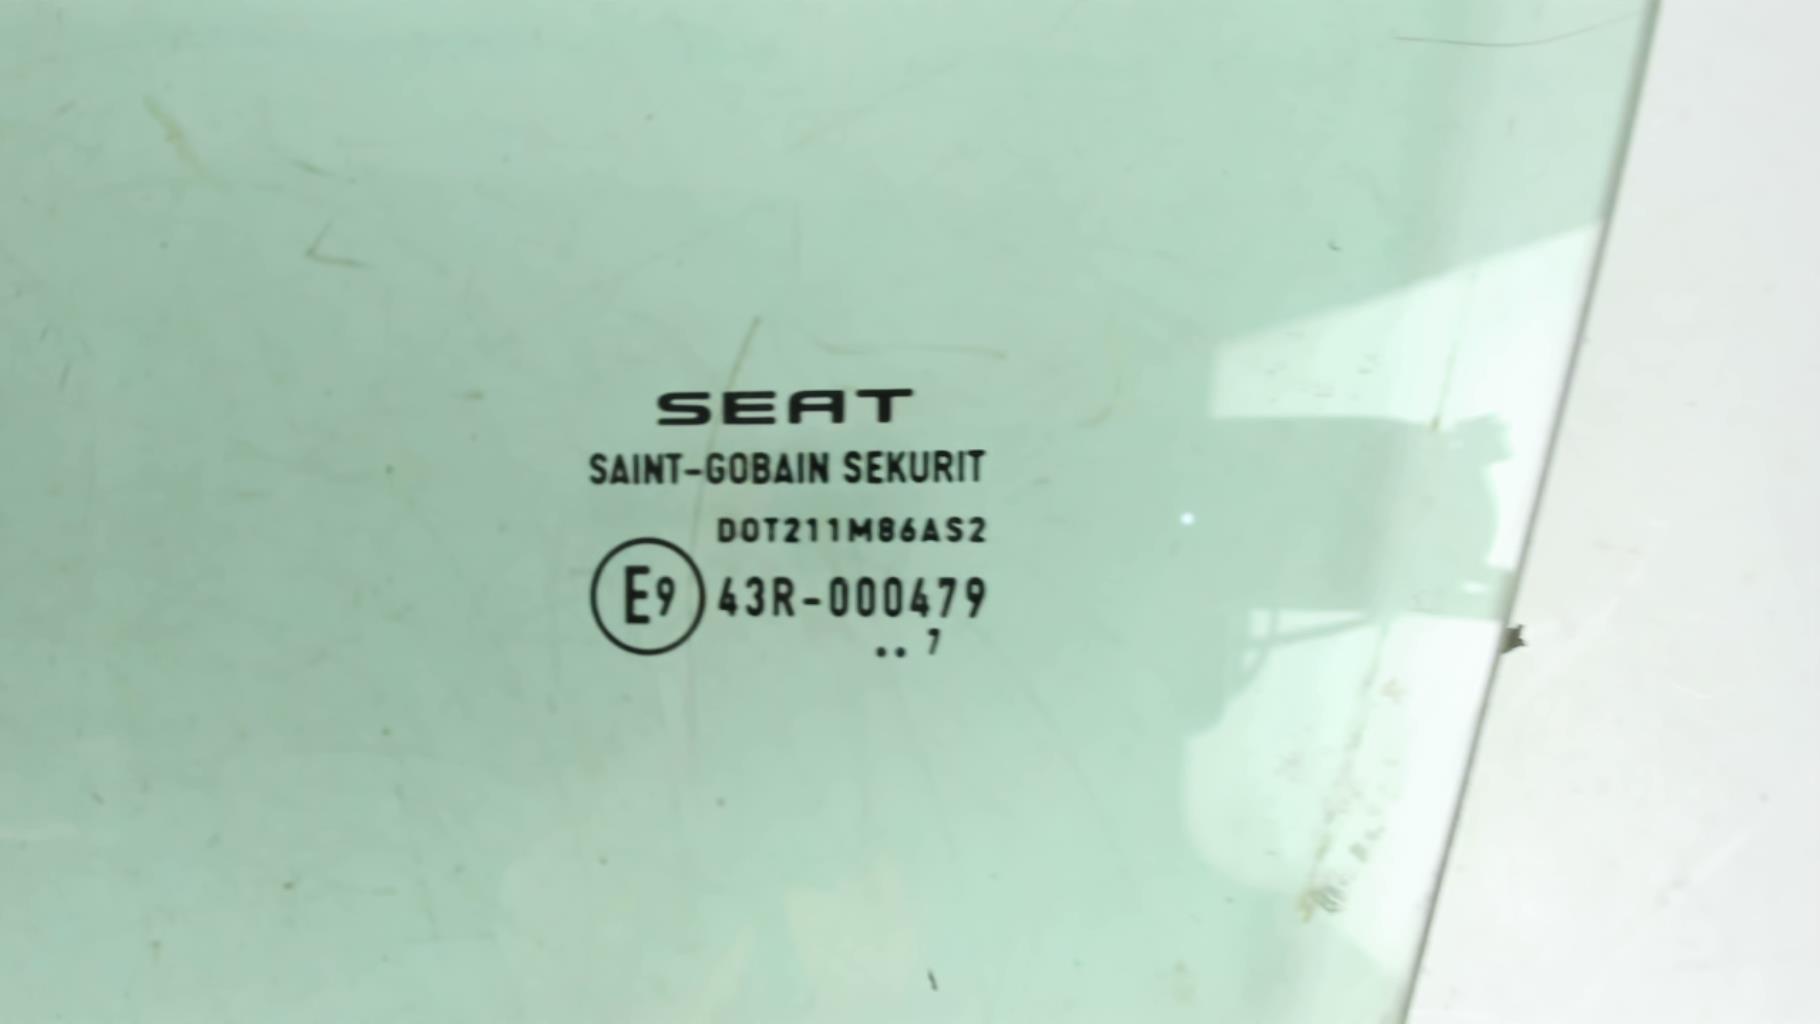 SEAT
SAINT-GOBAIN SEKURIT
DOT211M86AS2
E9 43R-000479
.. 7